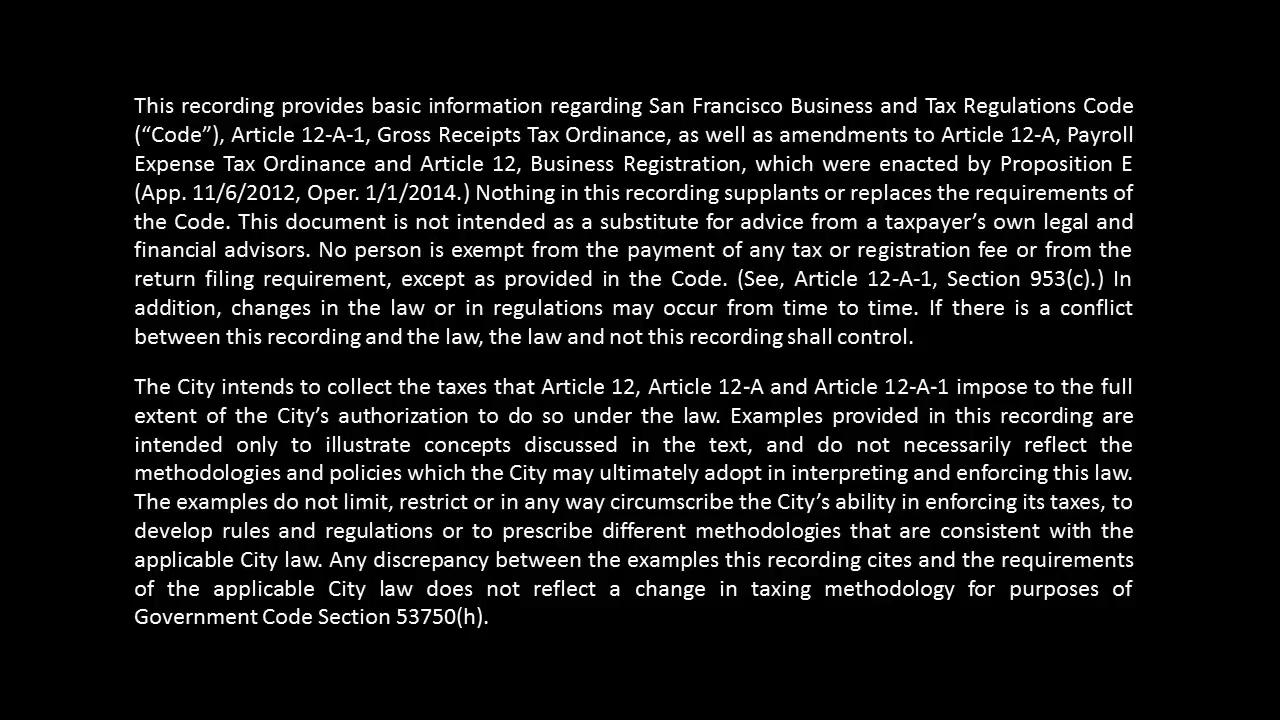 This recording provides basic information regarding San Francisco Business and Tax Regulations Code
(“Code”), Article 12-A-1, Gross Receipts Tax Ordinance, as well as amendments to Article 12-A, Payroll
Expense Tax Ordinance and Article 12, Business Registration, which were enacted by Proposition E
(App. 11/6/2012, Oper. 1/1/2014.) Nothing in this recording supplants or replaces the requirements of
the Code. This document is not intended as a substitute for advice from a taxpayer’s own legal and
financial advisors. No person is exempt from the payment of any tax or registration fee or from the
return filing requirement, except as provided in the Code. (See, Article 12-A-1, Section 953(c).) In
addition, changes in the law or in regulations may occur from time to time. If there is a conflict
between this recording and the law, the law and not this recording shall control.
The City intends to collect the taxes that Article 12, Article 12-A and Article 12-A-1 impose to the full
extent of the City’s authorization to do so under the law. Examples provided in this recording are
intended only to illustrate concepts discussed in the text, and do not necessarily reflect the
methodologies and policies which the City may ultimately adopt in interpreting and enforcing this law.
The examples do not limit, restrict or in any way circumscribe the City’s ability in enforcing its taxes, to
develop rules and regulations or to prescribe different methodologies that are consistent with the
applicable City law. Any discrepancy between the examples this recording cites and the requirements
of the applicable City law does not reflect a change in taxing methodology for purposes of
Government Code Section 53750(h).